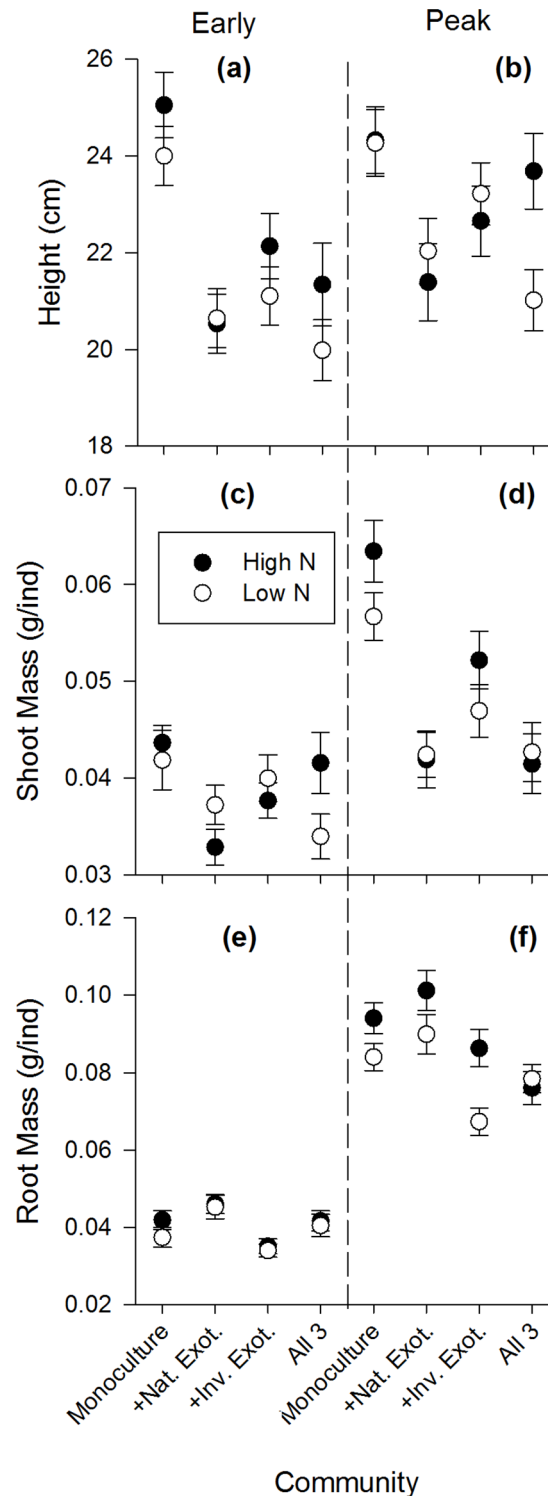 Early Peak
(a) (b)
26
24
22
20
18
Height (cm)
(c) (d)
0.07
0.06
0.05
0.04
0.03
Shoot Mass (g/ind)
High N
Low N
(e) (f)
0.12
0.10
0.08
0.06
0.04
0.02
Root Mass (g/ind)
Monoculture
+Nat. Exot.
+Inv. Exot.
All 3
Monoculture
+Nat. Exot.
+Inv. Exot.
All 3
Community